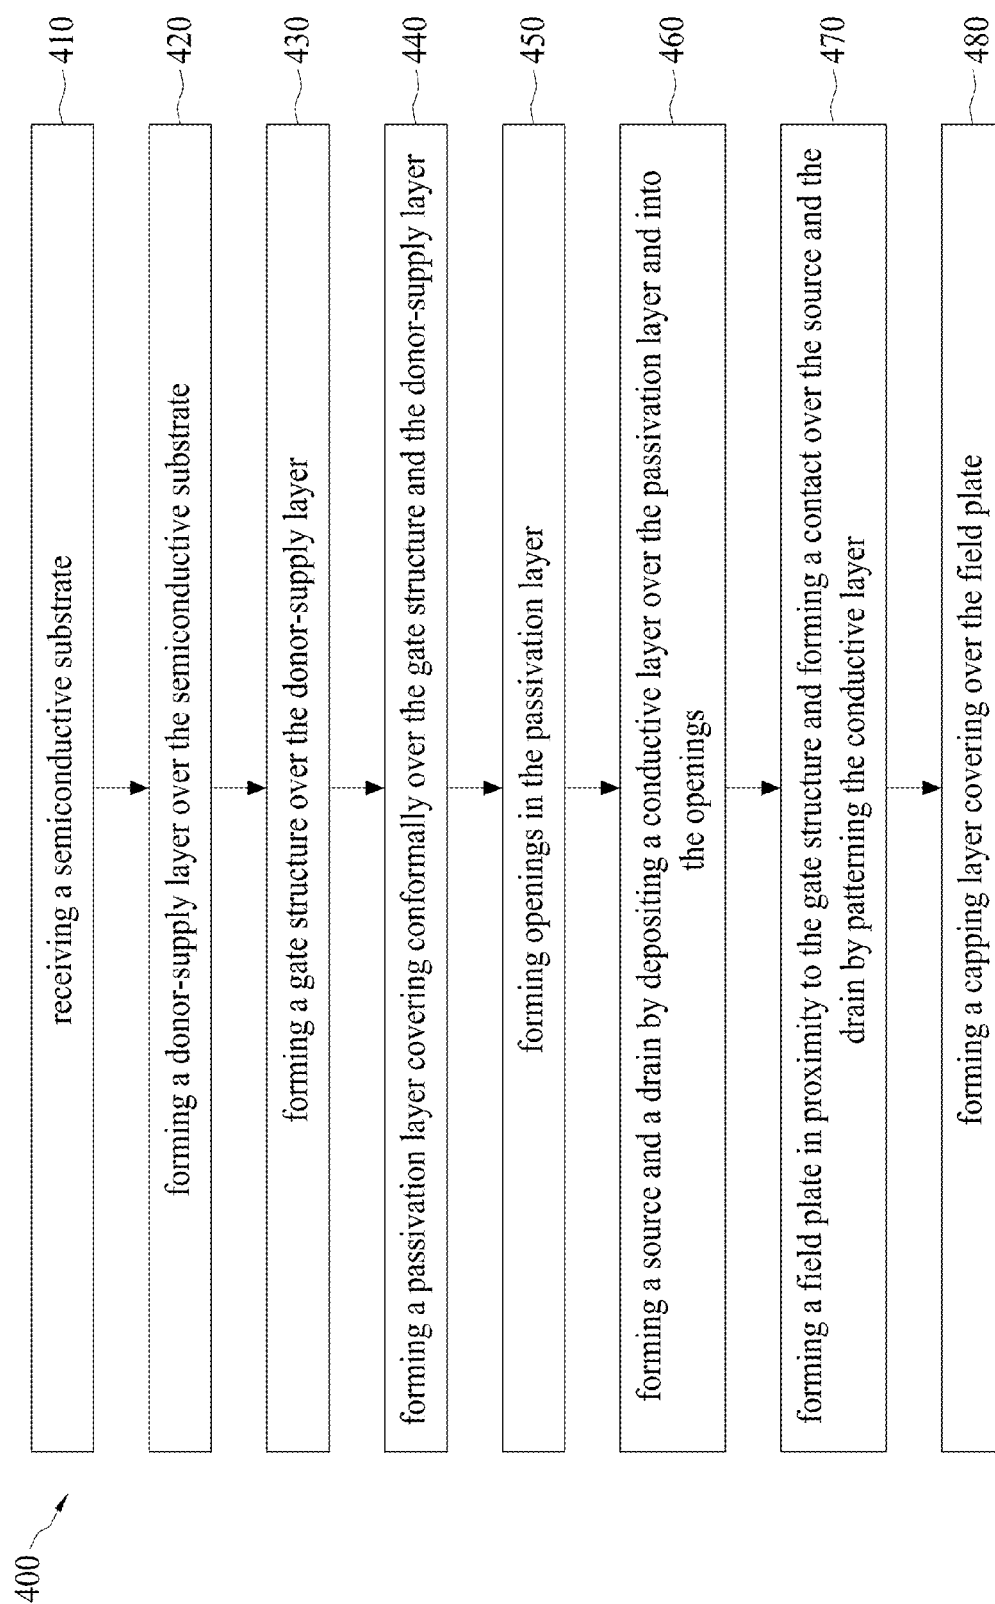 400
receiving a semiconductive substrate
410
forming a donor-supply layer over the semiconductive substrate
420
forming a gate structure over the donor-supply layer
430
forming a passivation layer covering conformally over the gate structure and the donor-supply layer
440
forming openings in the passivation layer
450
forming a source and a drain by depositing a conductive layer over the passivation layer and into
the openings
460
forming a field plate in proximity to the gate structure and forming a contact over the source and the
drain by patterning the conductive layer
470
forming a capping layer covering over the field plate
480